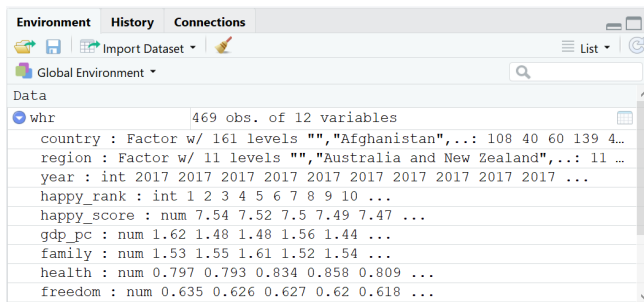 Environment History Connections
Import Dataset List
Global Environment
Data
whr 469 obs. of 12 variables
country : Factor w/ 161 levels "","Afghanistan",..: 108 40 60 139 4…
region : Factor w/ 11 levels "","Australia and New Zealand",..: 11 …
year : int 2017 2017 2017 2017 2017 2017 2017 2017 2017 2017 ...
happy_rank : int 1 2 3 4 5 6 7 8 9 10 ...
happy_score : num 7.54 7.52 7.5 7.49 7.47 ...
gdp_pc : num 1.62 1.48 1.48 1.56 1.44 ...
family : num 1.53 1.55 1.61 1.52 1.54 ...
health : num 0.797 0.793 0.834 0.858 0.809 ...
freedom : num 0.635 0.626 0.627 0.62 0.618 ...